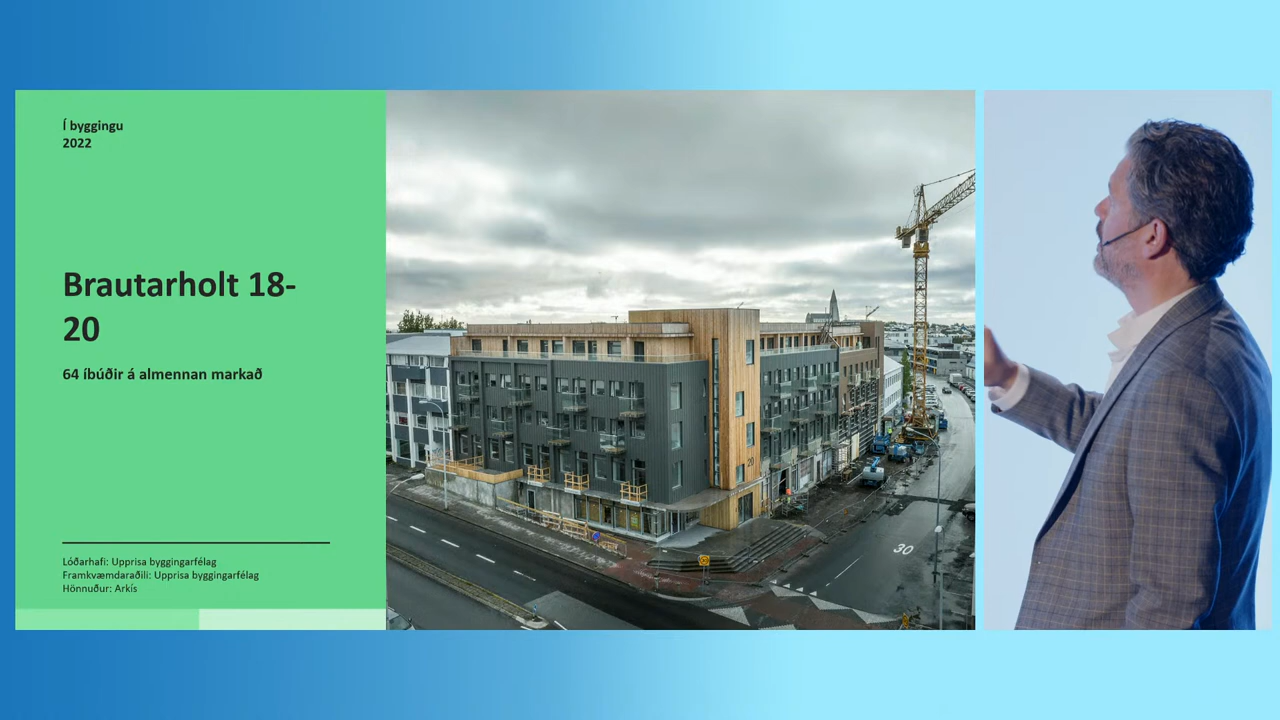 Í byggingu
2022
Brautarholt 18-
20
64 íbúðir á almennan markað
Lóðarhafi: Upprisa byggingarfélag
Framkvæmdaraðili: Upprisa byggingarfélag
Hönnuður: Arkís
20
30